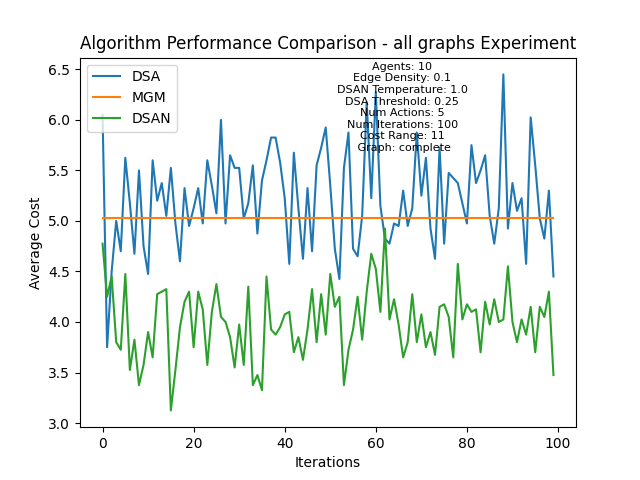 Algorithm Performance Comparison - all graphs Experiment
DSA
MGM
DSAN
Agents: 10
Edge Density: 0.1
DSAN Temperature: 1.0
DSA Threshold: 0.25
Num Actions: 5
Num Iterations: 100
Cost Range: 11
Graph: complete
Average Cost
6.5
6.0
5.5
5.0
4.5
4.0
3.5
3.0
0
20
40
60
80
100
Iterations